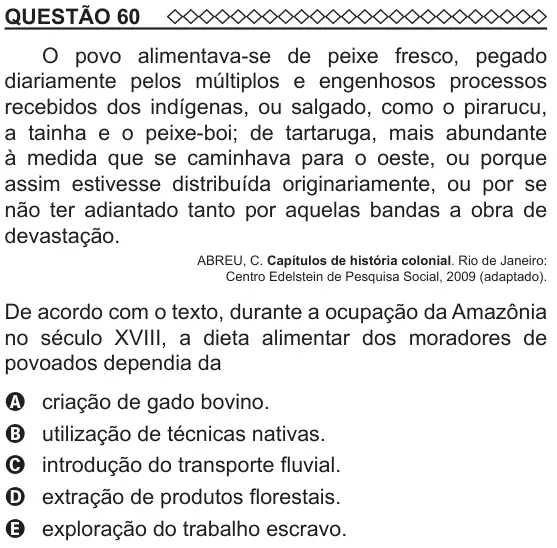 QUESTÃO 60
O povo alimentava-se de peixe fresco, pegado
diariamente pelos múltiplos e engenhosos processos
recebidos dos indígenas, ou salgado, como o pirarucu,
a tainha e o peixe-boi; de tartaruga, mais abundante
à medida que se caminhava para o oeste, ou porque
assim estivesse distribuída originariamente, ou por se
não ter adiantado tanto por aquelas bandas a obra de
devastação.
ABREU, C. Capítulos de história colonial. Rio de Janeiro:
Centro Edelstein de Pesquisa Social, 2009 (adaptado).
De acordo com o texto, durante a ocupação da Amazônia
no século XVIII, a dieta alimentar dos moradores de
povoados dependia da
A criação de gado bovino.
B utilização de técnicas nativas.
C introdução do transporte fluvial.
D extração de produtos florestais.
E exploração do trabalho escravo.